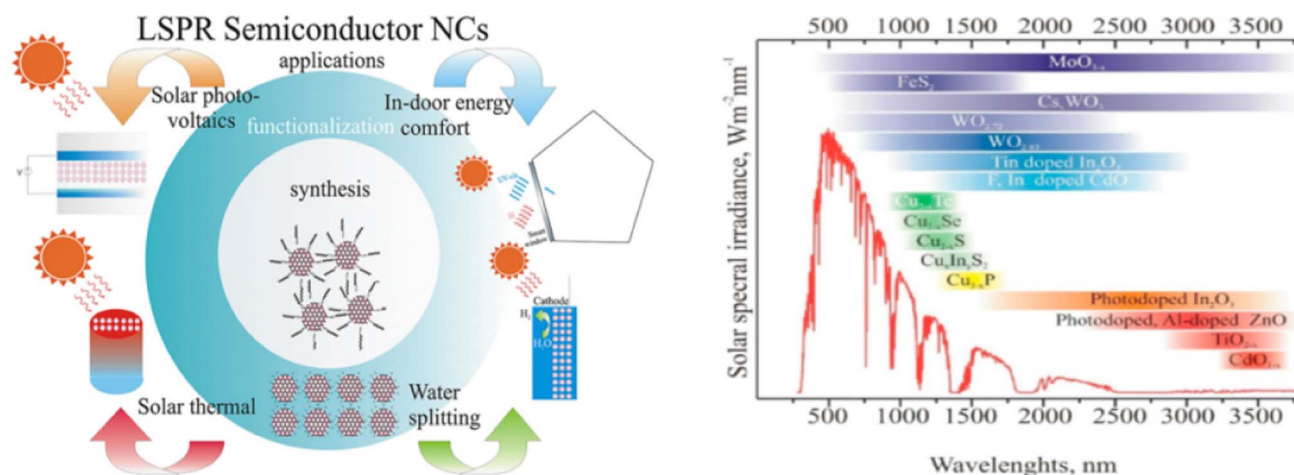 LSPR Semiconductor NCs
applications
Solar photo-
voltaics
In-door energy
comfort
functionalization
synthesis
V
Smart
window
Cathode
H₂
H₂O
Water
splitting
Solar thermal
500 1000 1500 2000 2500 3000 3500
MoO₃₋ₓ
FeS₂
CsₓWO₃
WO₂.₇₂
WO₂.₈₃
Tin doped In₂O₃
F, In doped CdO
Cu₂₋ₓTe
Cu₂₋ₓSe
Cu₂₋ₓS
CuₓInᵧS₂
Cu₃₋ₓP
Photodoped In₂O₃
Photodoped, Al-doped ZnO
TiO₂₋ₓ
CdO₁₋ₓ
Solar specral irradiance, Wm⁻²nm⁻¹
500 1000 1500 2000 2500 3000 3500
Wavelenghts, nm